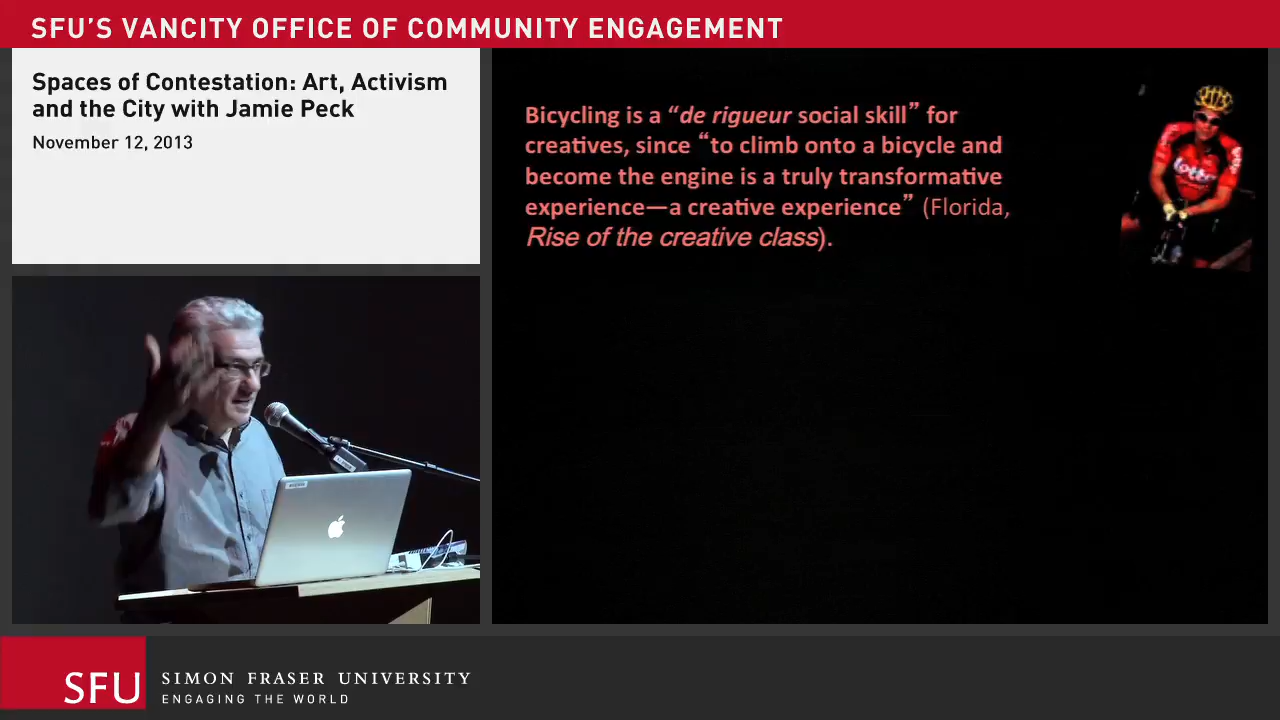 SFU'S VANCITY OFFICE OF COMMUNITY ENGAGEMENT
Spaces of Contestation: Art, Activism
and the City with Jamie Peck
November 12, 2013
Bicycling is a “de rigueur social skill” for
creatives, since “to climb onto a bicycle and
become the engine is a truly transformative
experience—a creative experience” (Florida,
Rise of the creative class).
lotto
SFU
SIMON FRASER UNIVERSITY
ENGAGING THE WORLD